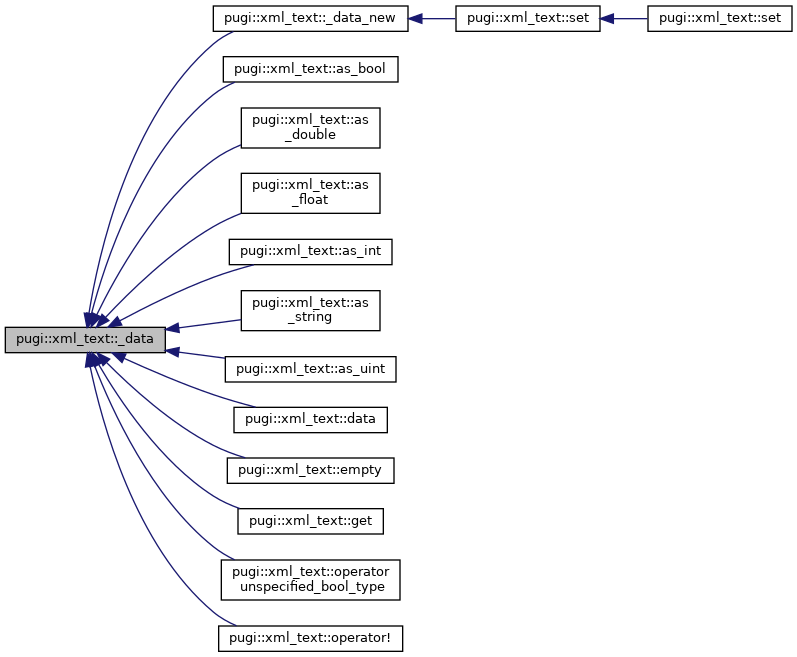 pugi::xml_text::_data_new
pugi::xml_text::set
pugi::xml_text::set
pugi::xml_text::as_bool
pugi::xml_text::as
_double
pugi::xml_text::as
_float
pugi::xml_text::as_int
pugi::xml_text::as
_string
pugi::xml_text::_data
pugi::xml_text::as_uint
pugi::xml_text::data
pugi::xml_text::empty
pugi::xml_text::get
pugi::xml_text::operator
unspecified_bool_type
pugi::xml_text::operator!